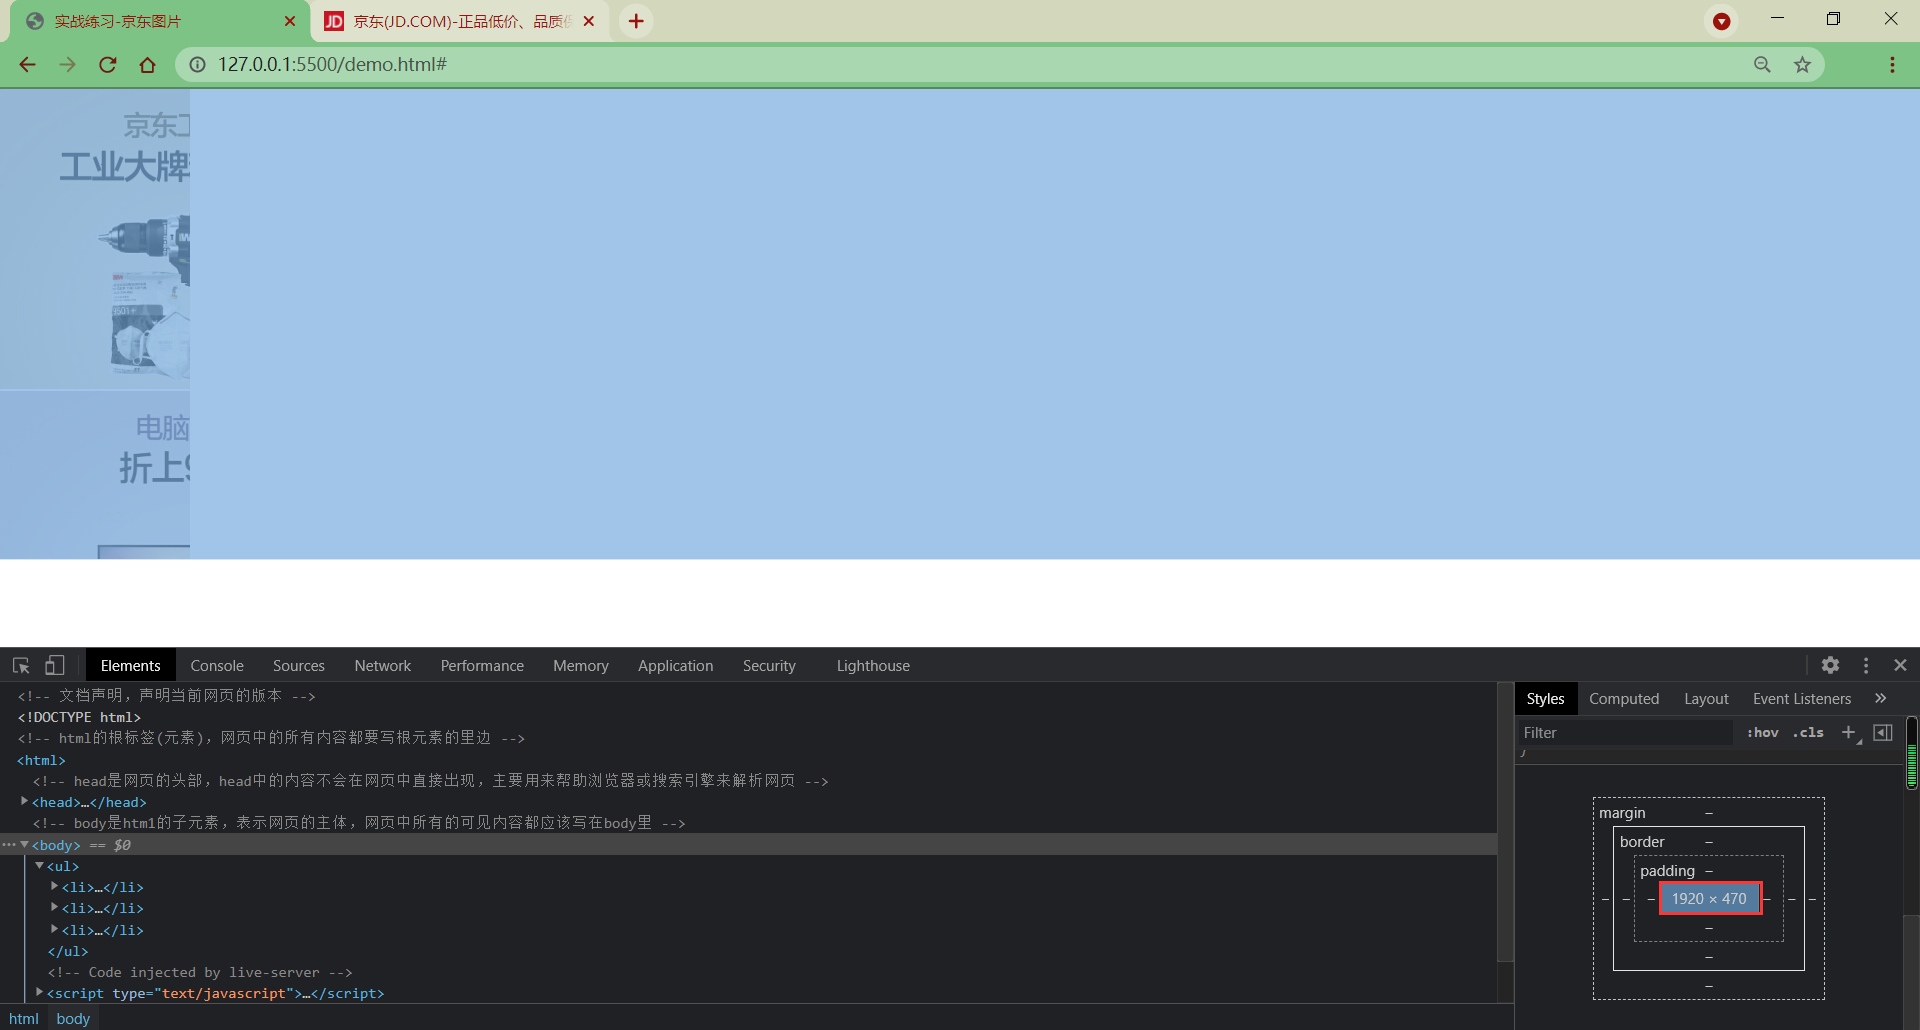 实战练习-京东图片
京东(JD.COM)-正品低价、品质
127.0.0.1:5500/demo.html#
京东
工业大牌
3M
9501+
电脑
折上9
Elements
Console
Sources
Network
Performance
Memory
Application
Security
Lighthouse
<!-- 文档声明，声明当前网页的版本 -->
<!DOCTYPE html>
<!-- html的根标签(元素)，网页中的所有内容都要写根元素的里边 -->
<html>
<!-- head是网页的头部，head中的内容不会在网页中直接出现，主要用来帮助浏览器或搜索引擎来解析网页 -->
<head>…</head>
<!-- body是html的子元素，表示网页的主体，网页中所有的可见内容都应该写在body里 -->
<body> == $0
<ul>
<li>…</li>
<li>…</li>
<li>…</li>
</ul>
<!-- Code injected by live-server -->
<script type="text/javascript">…</script>
html
body
Styles
Computed
Layout
Event Listeners
Filter
:hov
.cls
margin
border
padding
1920 × 470